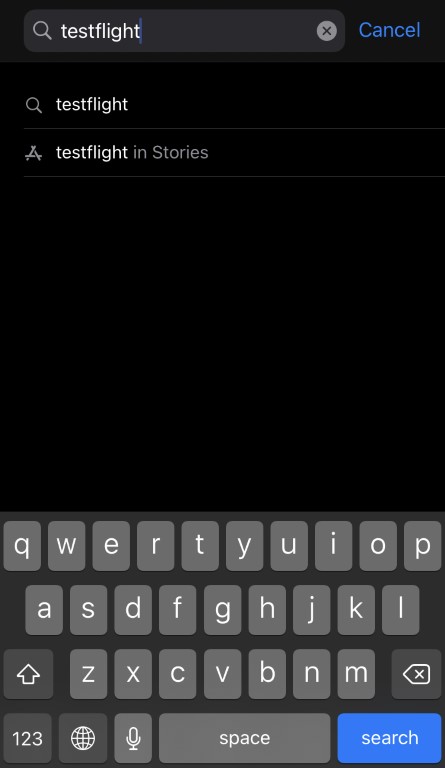 testflight
Cancel
testflight
testflight in Stories
q w e r t y u i o p
a s d f g h j k l
z x c v b n m
123 space search